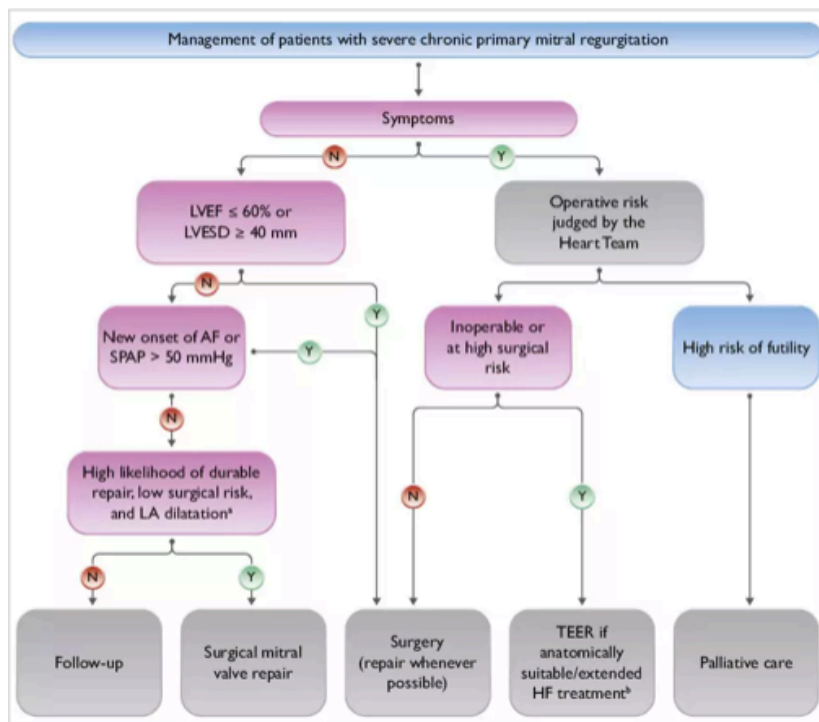 Management of patients with severe chronic primary mitral regurgitation
Symptoms
N
Y
LVEF ≤ 60% or
LVESD ≥ 40 mm
Operative risk
judged by the
Heart Team
N
Y
New onset of AF or
SPAP > 50 mmHg
Y
Inoperable or
at high surgical
risk
High risk of futility
N
High likelihood of durable
repair, low surgical risk,
and LA dilatationᵃ
N
Y
N
Y
Follow-up
Surgical mitral
valve repair
Surgery
(repair whenever
possible)
TEER if
anatomically
suitable/extended
HF treatmentᵇ
Palliative care